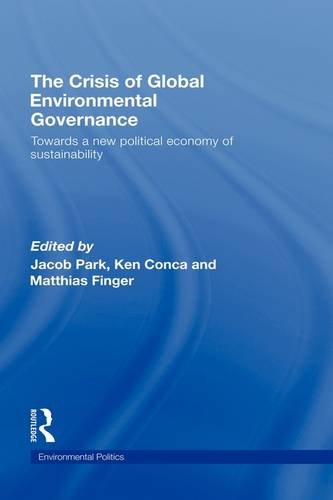 The Crisis of Global
Environmental
Governance
Towards a new political economy of
sustainability
Edited by
Jacob Park, Ken Conca and
Matthias Finger
ROUTLEDGE
Environmental Politics